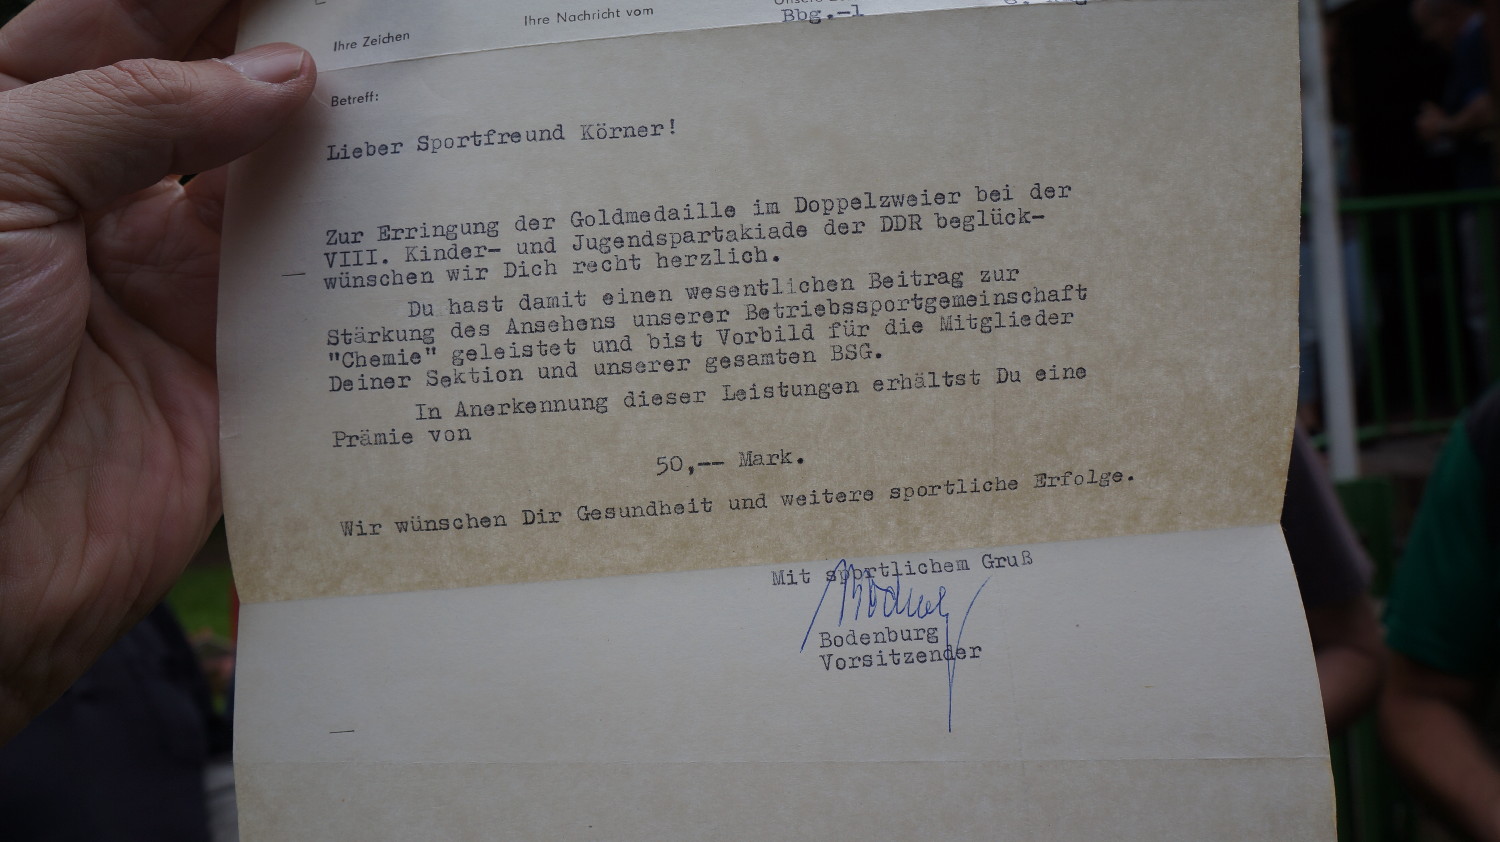 Ihre Zeichen
Ihre Nachricht vom
Bbg.-1
Betreff:
Lieber Sportfreund Körner!
Zur Erringung der Goldmedaille im Doppelzweier bei der
VIII. Kinder- und Jugendspartakiade der DDR beglück-
wünschen wir Dich recht herzlich.
Du hast damit einen wesentlichen Beitrag zur
Stärkung des Ansehens unserer Betriebssportgemeinschaft
"Chemie" geleistet und bist Vorbild für die Mitglieder
Deiner Sektion und unserer gesamten BSG.
In Anerkennung dieser Leistungen erhältst Du eine
Prämie von
50,-- Mark.
Wir wünschen Dir Gesundheit und weitere sportliche Erfolge.
Mit sportlichem Gruß
Bodenburg
Vorsitzender